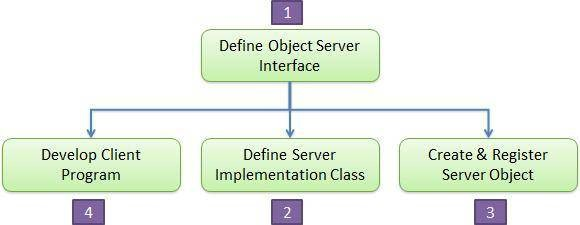 1
Define Object Server
Interface
Develop Client
Program
Define Server
Implementation Class
Create & Register
Server Object
4
2
3